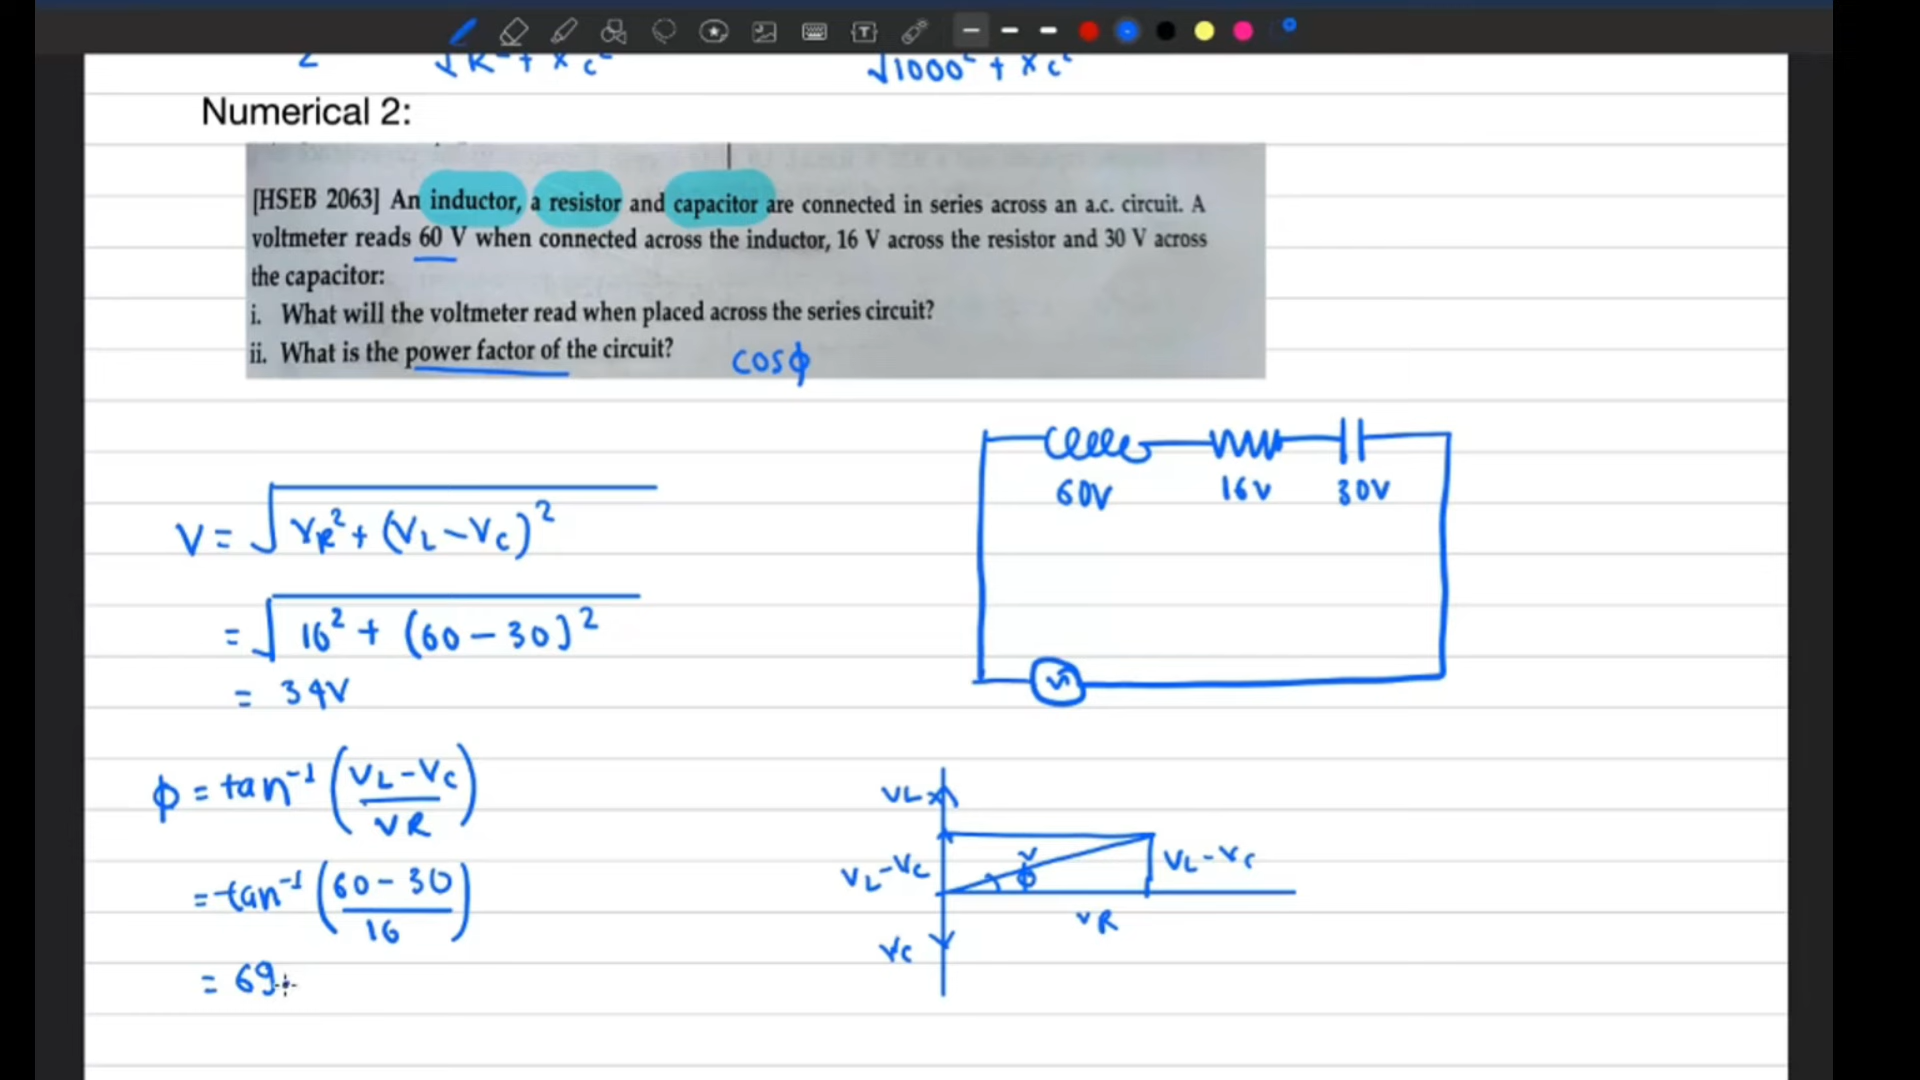 √R² + Xc² √1000² + Xc²
Numerical 2:
[HSEB 2063] An inductor, a resistor and capacitor are connected in series across an a.c. circuit. A
voltmeter reads 60 V when connected across the inductor, 16 V across the resistor and 30 V across
the capacitor:
i. What will the voltmeter read when placed across the series circuit?
ii. What is the power factor of the circuit? cosϕ
60V 16V 30V
V = √VR² + (VL - VC)²
= √16² + (60 - 30)²
= 34V
ϕ = tan⁻¹ (VL - VC / VR)
= tan⁻¹ (60 - 30 / 16)
= 69.
VL
VL-VC V ϕ VL-VC
VR
VC